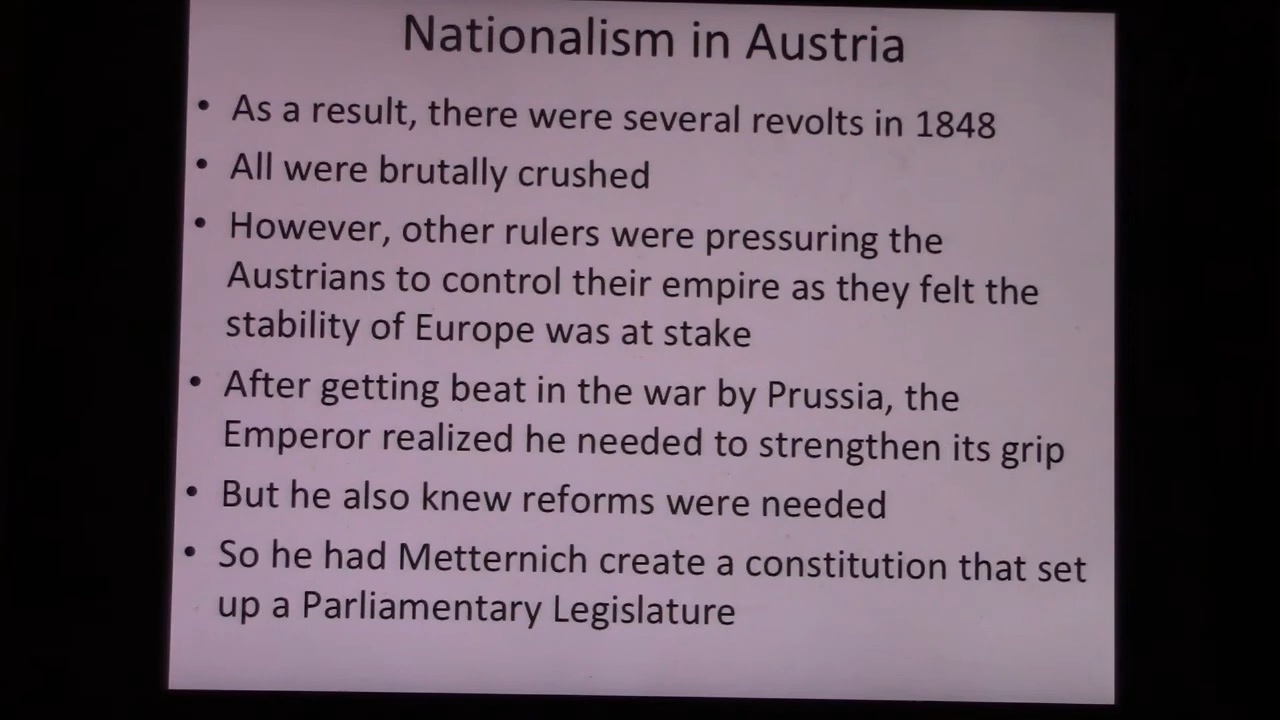 Nationalism in Austria
• As a result, there were several revolts in 1848
• All were brutally crushed
• However, other rulers were pressuring the
Austrians to control their empire as they felt the
stability of Europe was at stake
• After getting beat in the war by Prussia, the
Emperor realized he needed to strengthen its grip
• But he also knew reforms were needed
• So he had Metternich create a constitution that set
up a Parliamentary Legislature